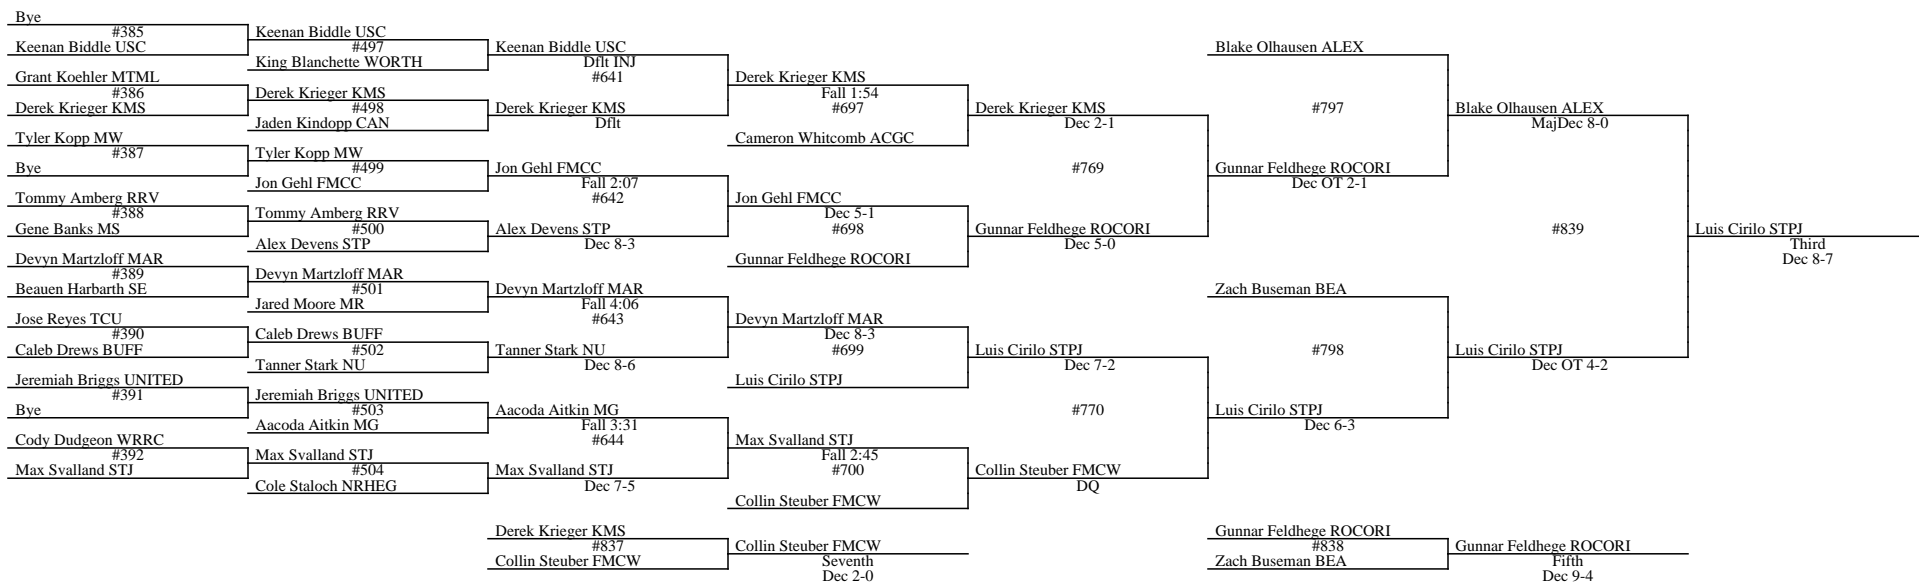 Bye
#385
Keenan Biddle USC
Grant Koehler MTML
#386
Derek Krieger KMS
Tyler Kopp MW
#387
Bye
Tommy Amberg RRV
#388
Gene Banks MS
Devyn Martzloff MAR
#389
Beauen Harbarth SE
Jose Reyes TCU
#390
Caleb Drews BUFF
Jeremiah Briggs UNITED
#391
Bye
Cody Dudgeon WRRC
#392
Max Svalland STJ
Keenan Biddle USC
#497
King Blanchette WORTH
Derek Krieger KMS
#498
Jaden Kindopp CAN
Tyler Kopp MW
#499
Jon Gehl FMCC
Tommy Amberg RRV
#500
Alex Devens STP
Devyn Martzloff MAR
#501
Jared Moore MR
Caleb Drews BUFF
#502
Tanner Stark NU
Jeremiah Briggs UNITED
#503
Aacoda Aitkin MG
Max Svalland STJ
#504
Cole Staloch NRHEG
Keenan Biddle USC
Dflt INJ
#641
Derek Krieger KMS
Dflt
Jon Gehl FMCC
Fall 2:07
#642
Alex Devens STP
Dec 8-3
Devyn Martzloff MAR
Fall 4:06
#643
Tanner Stark NU
Dec 8-6
Aacoda Aitkin MG
Fall 3:31
#644
Max Svalland STJ
Dec 7-5
Derek Krieger KMS
Fall 1:54
#697
Cameron Whitcomb ACGC
Jon Gehl FMCC
Dec 5-1
#698
Gunnar Feldhege ROCORI
Devyn Martzloff MAR
Dec 8-3
#699
Luis Cirilo STPJ
Max Svalland STJ
Fall 2:45
#700
Collin Steuber FMCW
Derek Krieger KMS
Dec 2-1
#769
Gunnar Feldhege ROCORI
Dec 5-0
Luis Cirilo STPJ
Dec 7-2
#770
Collin Steuber FMCW
DQ
Blake Olhausen ALEX
#797
Gunnar Feldhege ROCORI
Dec OT 2-1
Zach Buseman BEA
#798
Luis Cirilo STPJ
Dec 6-3
Blake Olhausen ALEX
MajDec 8-0
#839
Luis Cirilo STPJ
Dec OT 4-2
Luis Cirilo STPJ
Third
Dec 8-7
Derek Krieger KMS
#837
Collin Steuber FMCW
Collin Steuber FMCW
Seventh
Dec 2-0
Gunnar Feldhege ROCORI
#838
Zach Buseman BEA
Gunnar Feldhege ROCORI
Fifth
Dec 9-4